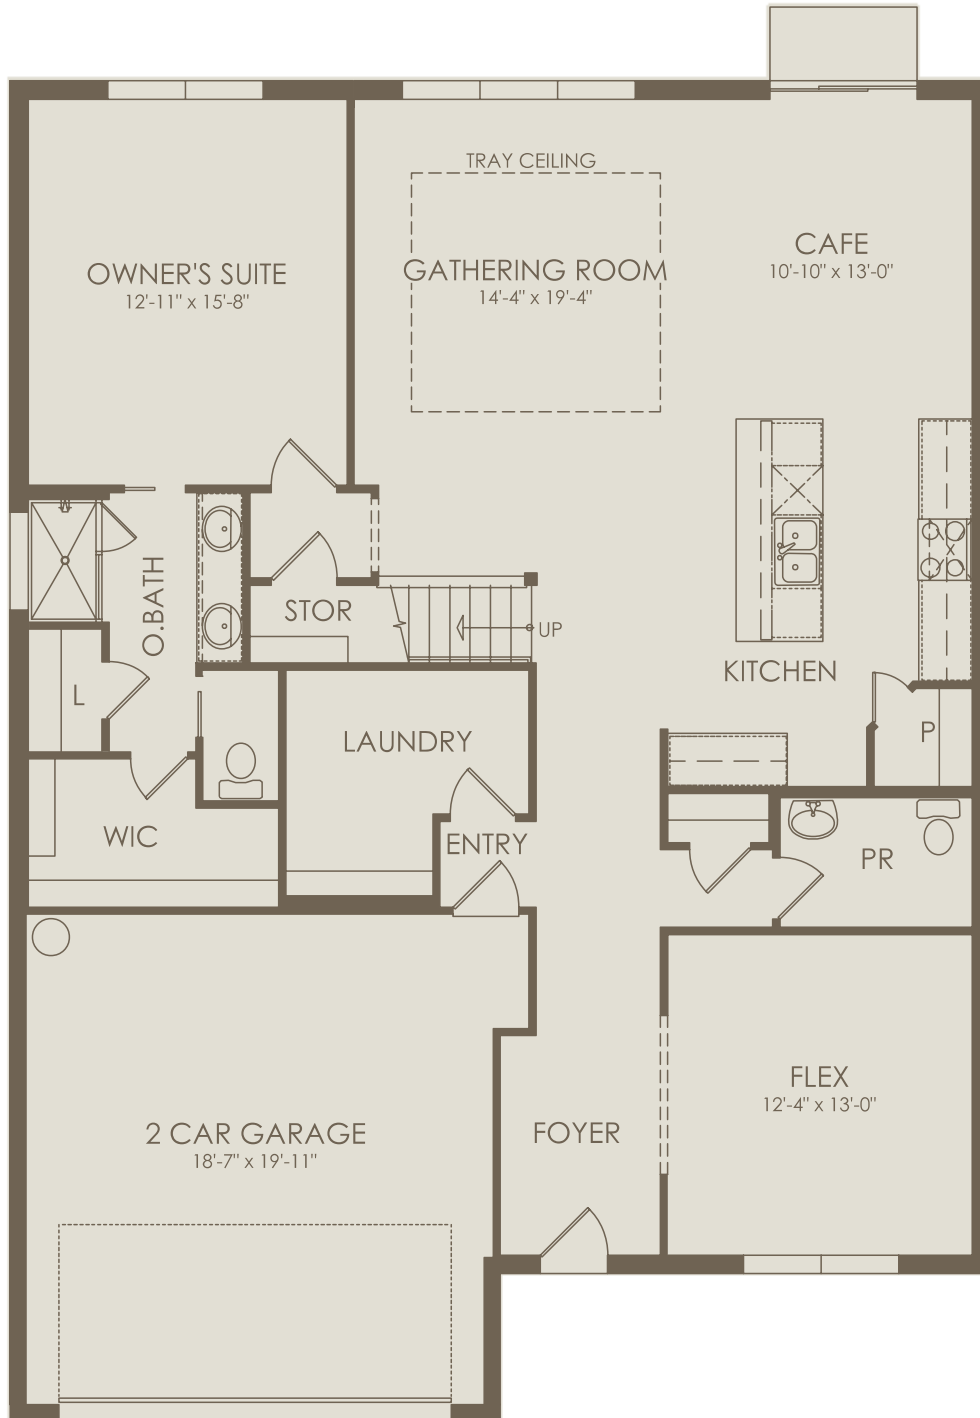 TRAY CEILING
CAFE
10'-10" x 13'-0"
OWNER'S SUITE
12'-11" x 15'-8"
GATHERING ROOM
14'-4" x 19'-4"
O.BATH
STOR
UP
KITCHEN
L
P
LAUNDRY
WIC
ENTRY
PR
FLEX
12'-4" x 13'-0"
2 CAR GARAGE
18'-7" x 19'-11"
FOYER